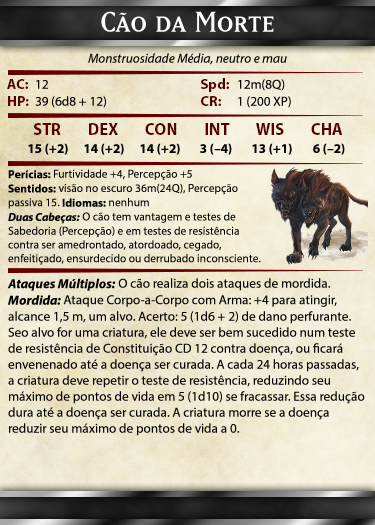 Cão da Morte
Monstruosidade Média, neutro e mau
AC: 12 Spd: 12m(8Q)
HP: 39 (6d8 + 12) CR: 1 (200 XP)
STR DEX CON INT WIS CHA
15 (+2) 14 (+2) 14 (+2) 3 (–4) 13 (+1) 6 (–2)
Perícias: Furtividade +4, Percepção +5
Sentidos: visão no escuro 36m(24Q), Percepção
passiva 15. Idiomas: nenhum
Duas Cabeças: O cão tem vantagem e testes de
Sabedoria (Percepção) e em testes de resistência
contra ser amedrontado, atordoado, cegado,
enfeitiçado, ensurdecido ou derrubado inconsciente.
Ataques Múltiplos: O cão realiza dois ataques de mordida.
Mordida: Ataque Corpo-a-Corpo com Arma: +4 para atingir,
alcance 1,5 m, um alvo. Acerto: 5 (1d6 + 2) de dano perfurante.
Seo alvo for uma criatura, ele deve ser bem sucedido num teste
de resistência de Constituição CD 12 contra doença, ou ficará
envenenado até a doença ser curada. A cada 24 horas passadas,
a criatura deve repetir o teste de resistência, reduzindo seu
máximo de pontos de vida em 5 (1d10) se fracassar. Essa redução
dura até a doença ser curada. A criatura morre se a doença
reduzir seu máximo de pontos de vida a 0.